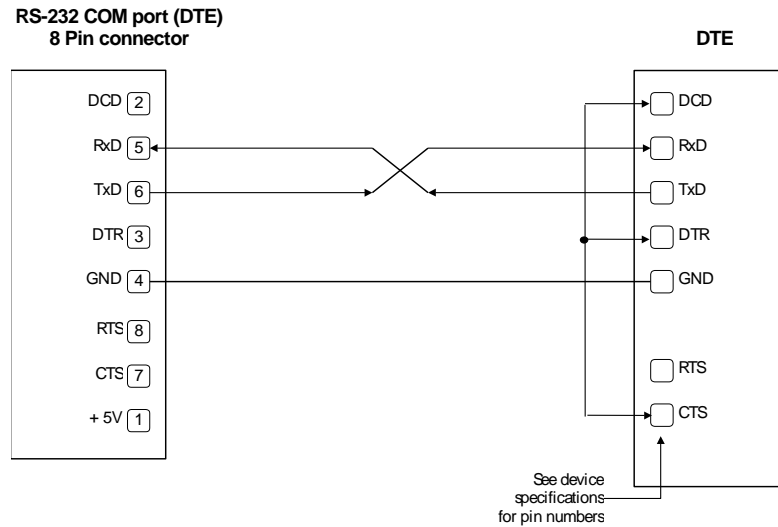 RS-232 COM port (DTE)
8 Pin connector
DTE
DCD 2
RxD 5
TxD 6
DTR 3
GND 4
RTS 8
CTS 7
+ 5V 1
DCD
RxD
TxD
DTR
GND
RTS
CTS
See device
specifications
for pin numbers